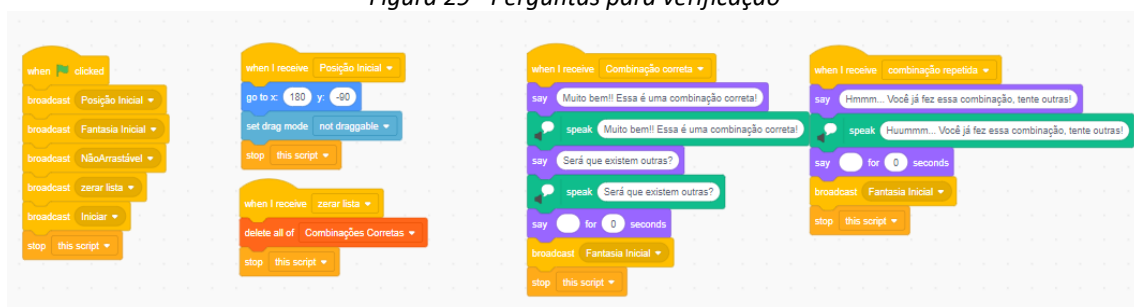 Figura 25 - Perguntas para verificação
when clicked
broadcast Posição Inicial
broadcast Fantasia Inicial
broadcast NãoArrastável
broadcast zerar lista
broadcast Iniciar
stop this script
when I receive Posição Inicial
go to x: 180 y: -90
set drag mode not draggable
stop this script
when I receive zerar lista
delete all of Combinações Corretas
stop this script
when I receive Combinação correta
say Muito bem!! Essa é uma combinação correta!
speak Muito bem!! Essa é uma combinação correta!
say Será que existem outras?
speak Será que existem outras?
say for 0 seconds
broadcast Fantasia Inicial
stop this script
when I receive combinação repetida
say Hmmm... Você já fez essa combinação, tente outras!
speak Huummm... Você já fez essa combinação, tente outras!
say for 0 seconds
broadcast Fantasia Inicial
stop this script